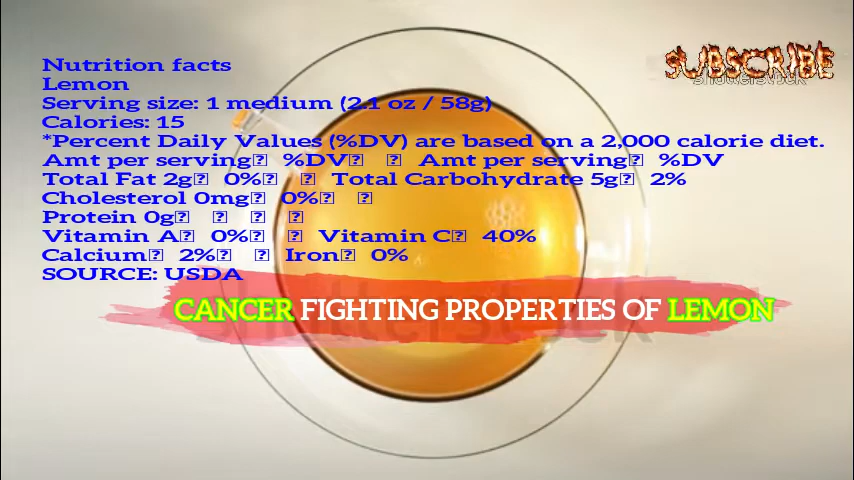 SUBSCRIBE
shutterstock
Nutrition facts
Lemon
Serving size: 1 medium (2.1 oz / 58g)
Calories: 15
*Percent Daily Values (%DV) are based on a 2,000 calorie diet.
Amt per serving  %DV  Amt per serving  %DV
Total Fat 2g  0%  Total Carbohydrate 5g  2%
Cholesterol 0mg  0%
Protein 0g
Vitamin A  0%  Vitamin C  40%
Calcium  2%  Iron  0%
SOURCE: USDA
CANCER FIGHTING PROPERTIES OF LEMON
shutterstock